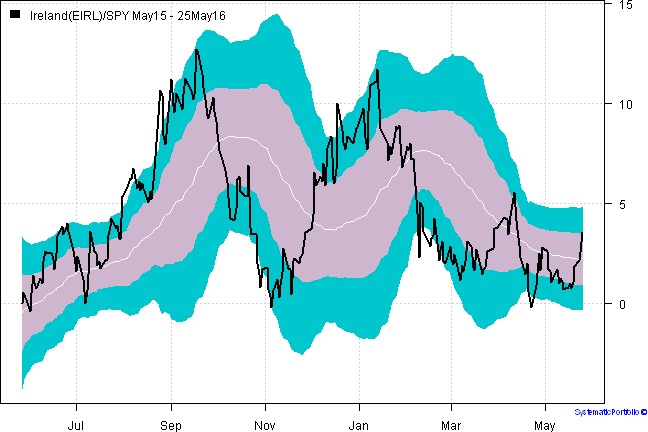 Ireland(EIRL)/SPY May15 - 25May16
15
10
5
0
Jul Sep Nov Jan Mar May
SystematicPortfolio ©